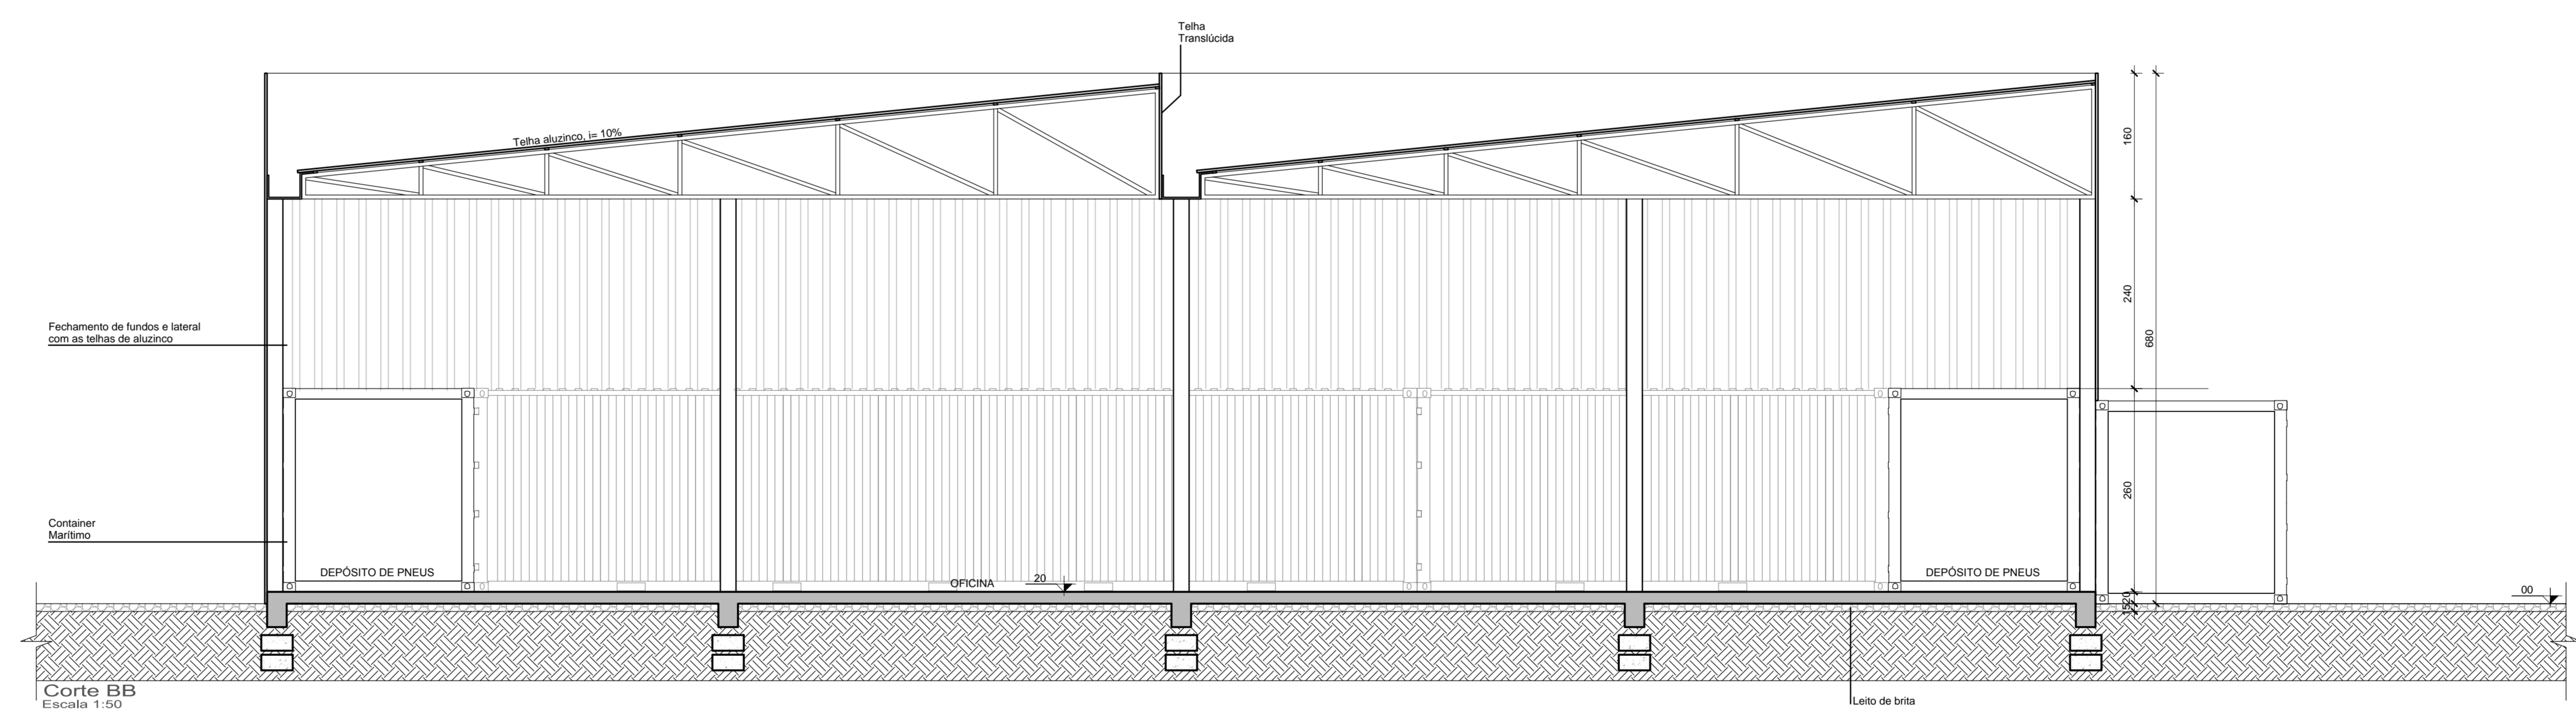 Telha
Translúcida
Telha aluzinco, i= 10%
160
Fechamento de fundos e lateral
com as telhas de aluzinco
240
680
260
Container
Marítimo
DEPÓSITO DE PNEUS
OFICINA
20
DEPÓSITO DE PNEUS
00
20
15
Corte BB
Escala 1:50
Leito de brita